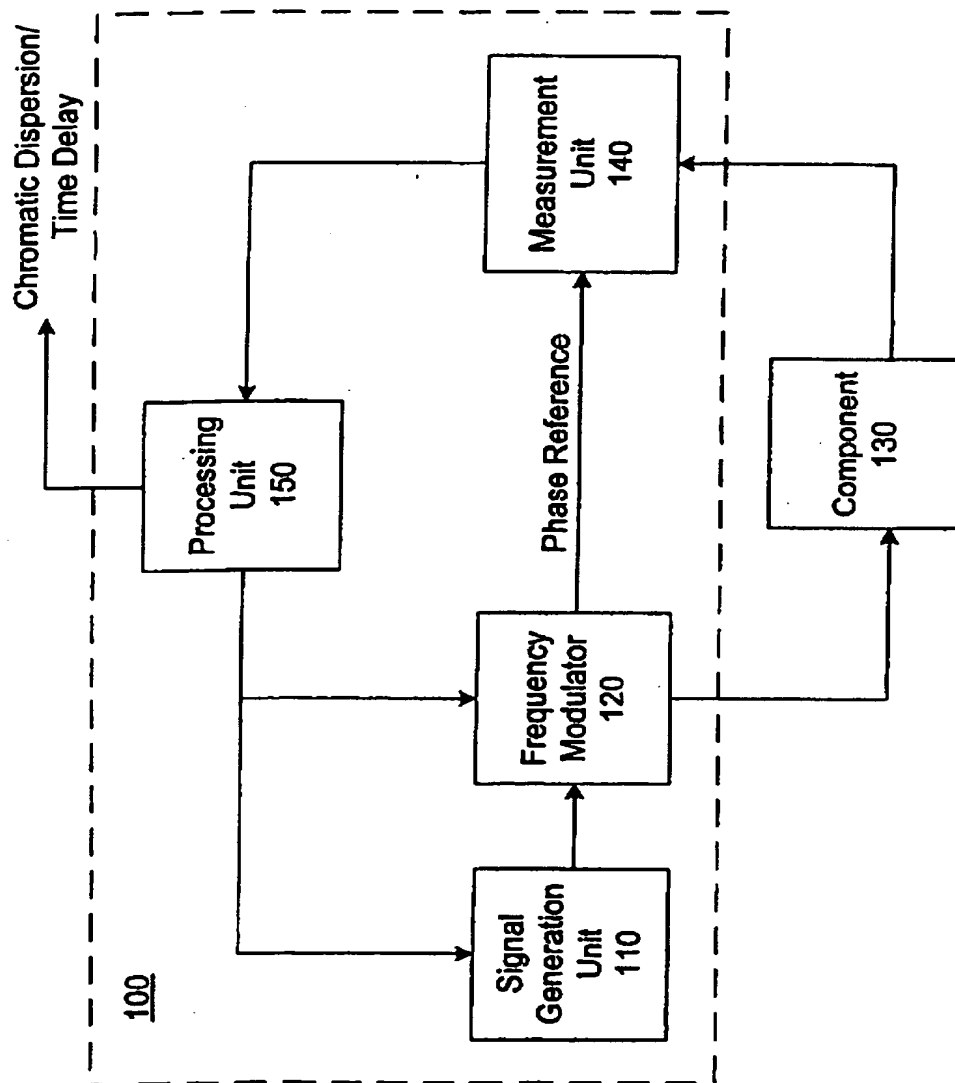 Chromatic Dispersion/
Time Delay
100
Processing
Unit
150
Signal
Generation
Unit
110
Frequency
Modulator
120
Phase Reference
Measurement
Unit
140
Component
130